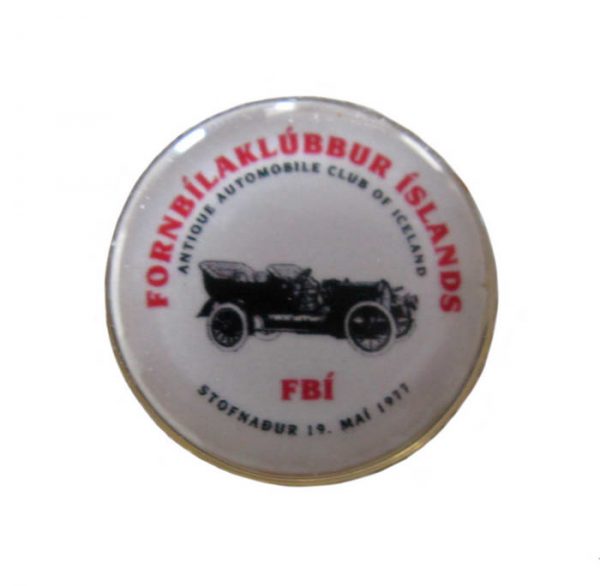 FORNBÍLAKLÚBBUR ÍSLANDS
ANTIQUE AUTOMOBILE CLUB OF ICELAND
FBÍ
STOFNAÐUR 19. MAÍ 1977